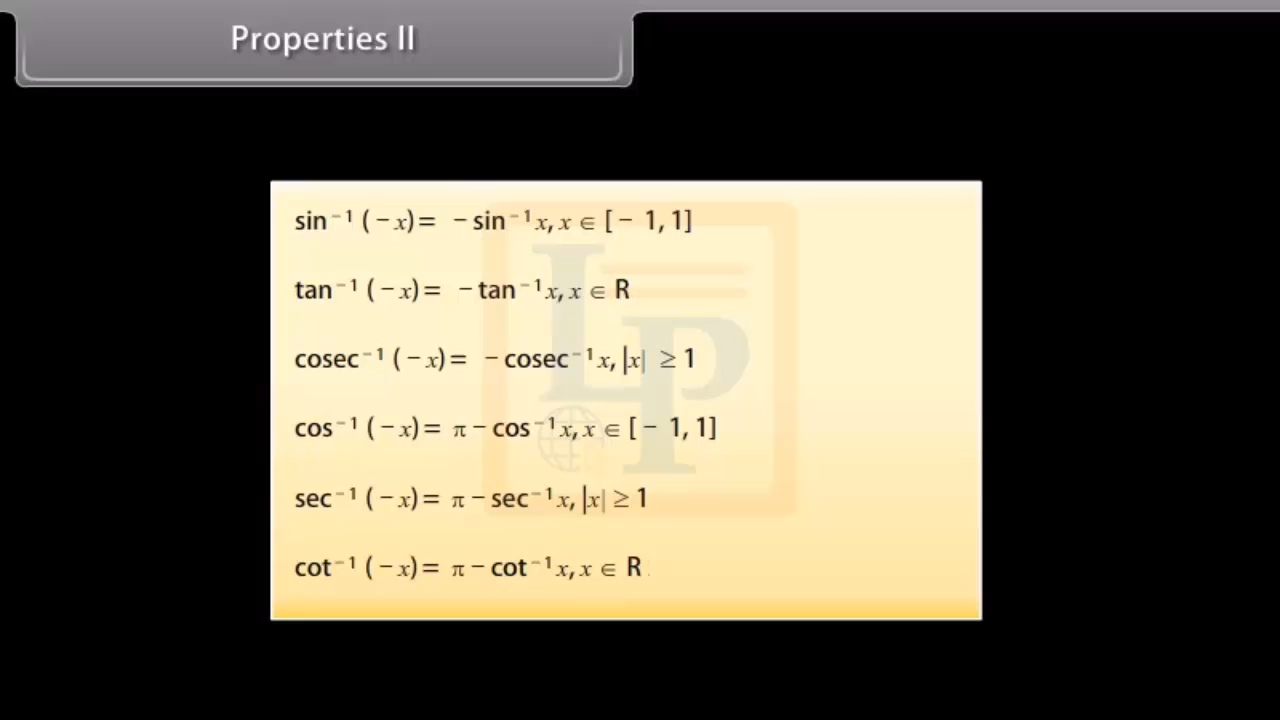 Properties II
sin⁻¹ (−x) = −sin⁻¹x, x ∈ [− 1, 1]
tan⁻¹ (−x) = −tan⁻¹x, x ∈ R
cosec⁻¹ (−x) = −cosec⁻¹x, |x| ≥ 1
cos⁻¹ (−x) = π − cos⁻¹x, x ∈ [− 1, 1]
sec⁻¹ (−x) = π − sec⁻¹x, |x| ≥ 1
cot⁻¹ (−x) = π − cot⁻¹x, x ∈ R
LP